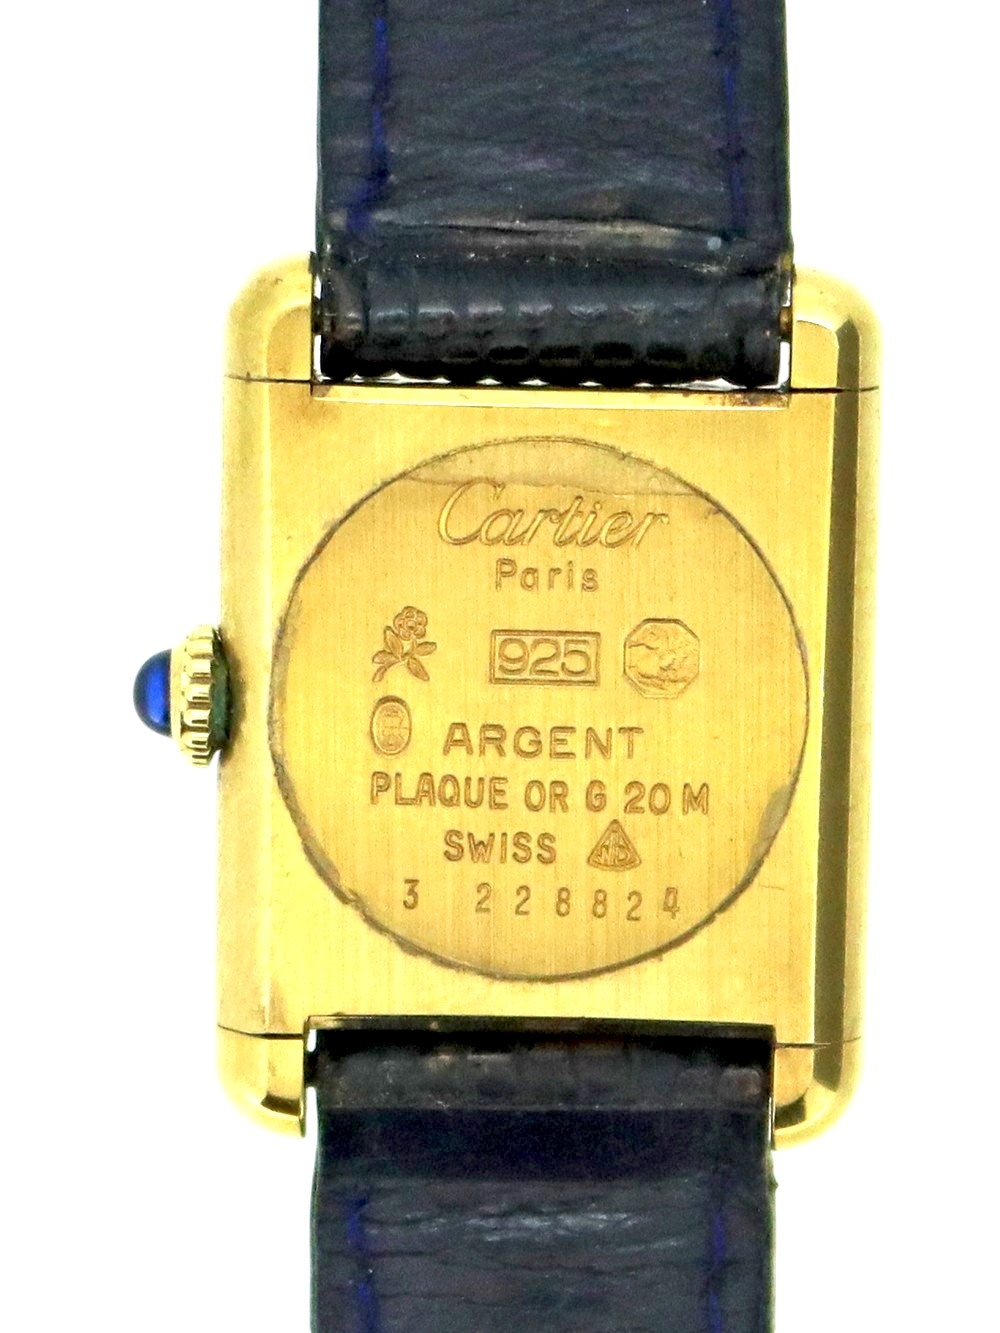 Cartier
Paris
925
ARGENT
PLAQUE OR G 20 M
SWISS
3 228824